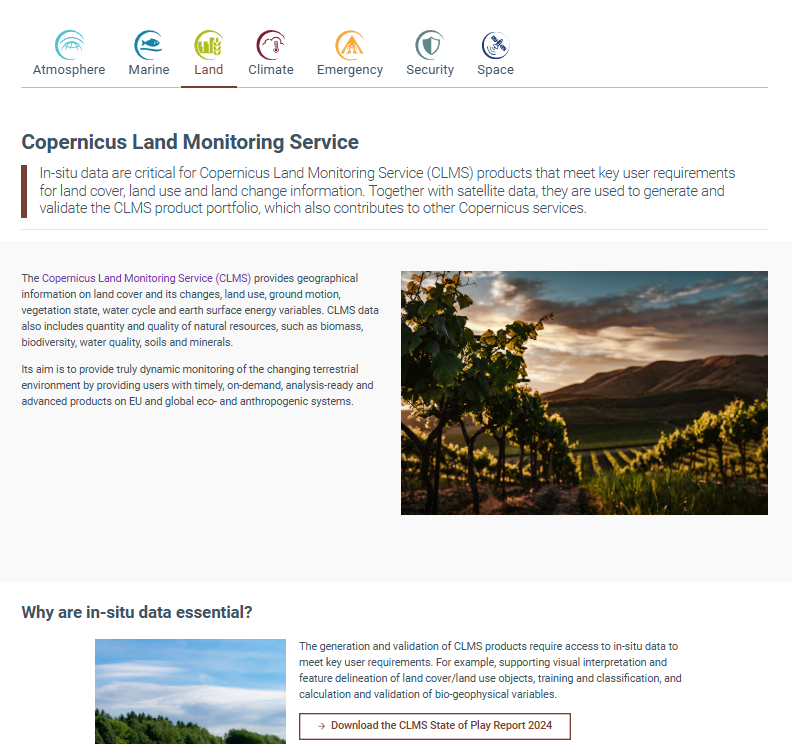 Atmosphere Marine Land Climate Emergency Security Space
Copernicus Land Monitoring Service
In-situ data are critical for Copernicus Land Monitoring Service (CLMS) products that meet key user requirements
for land cover, land use and land change information. Together with satellite data, they are used to generate and
validate the CLMS product portfolio, which also contributes to other Copernicus services.
The Copernicus Land Monitoring Service (CLMS) provides geographical
information on land cover and its changes, land use, ground motion,
vegetation state, water cycle and earth surface energy variables. CLMS data
also includes quantity and quality of natural resources, such as biomass,
biodiversity, water quality, soils and minerals.
Its aim is to provide truly dynamic monitoring of the changing terrestrial
environment by providing users with timely, on-demand, analysis-ready and
advanced products on EU and global eco- and anthropogenic systems.
Why are in-situ data essential?
The generation and validation of CLMS products require access to in-situ data to
meet key user requirements. For example, supporting visual interpretation and
feature delineation of land cover/land use objects, training and classification, and
calculation and validation of bio-geophysical variables.
→ Download the CLMS State of Play Report 2024